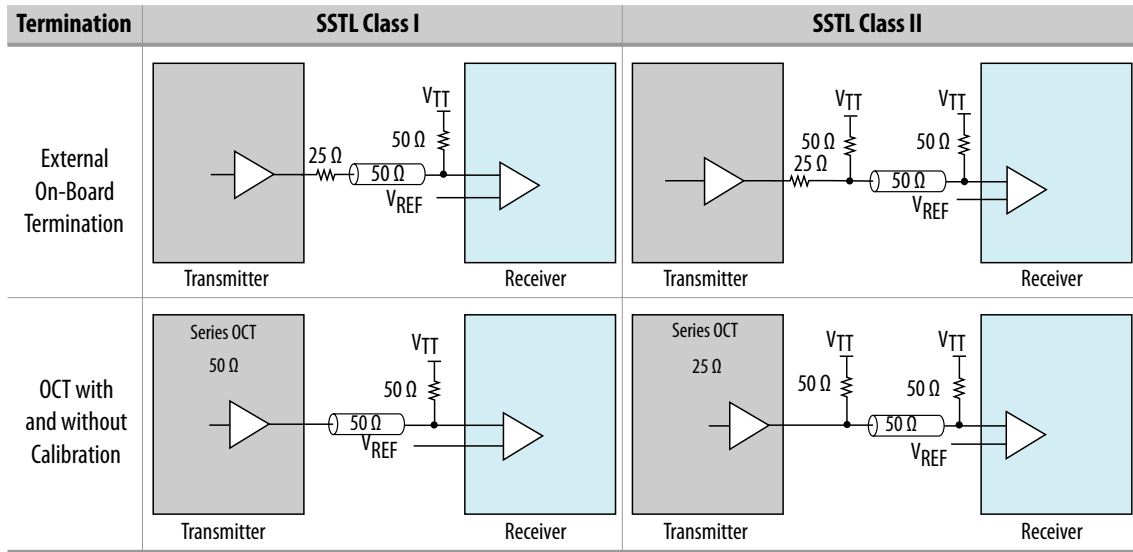 Termination
SSTL Class I
SSTL Class II
External
On-Board
Termination
VTT
50 Ω
25 Ω
50 Ω
VREF
Transmitter
Receiver
VTT
VTT
50 Ω
50 Ω
25 Ω
50 Ω
VREF
Transmitter
Receiver
OCT with
and without
Calibration
Series OCT
50 Ω
VTT
50 Ω
50 Ω
VREF
Transmitter
Receiver
Series OCT
25 Ω
VTT
VTT
50 Ω
50 Ω
50 Ω
VREF
Transmitter
Receiver